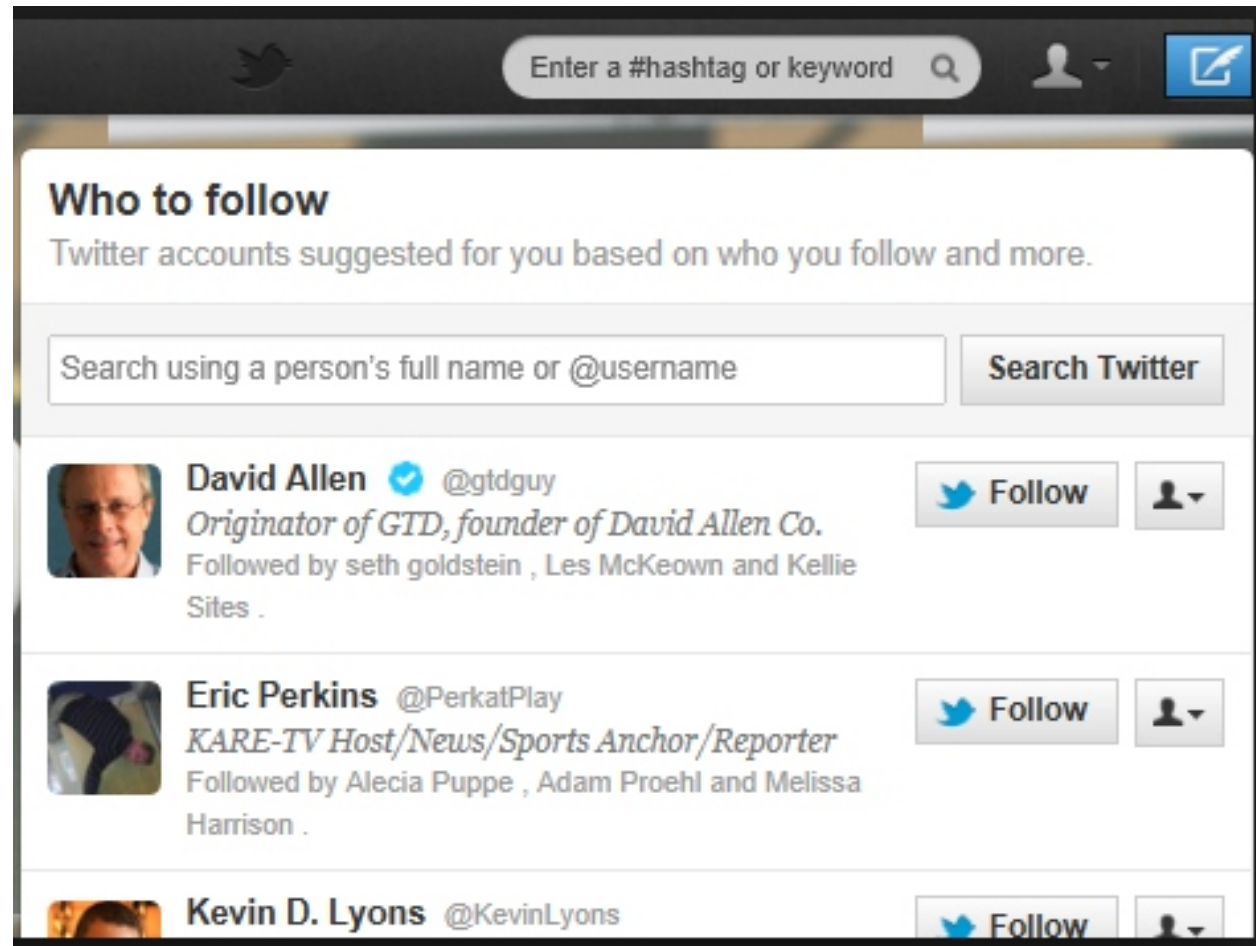 Enter a #hashtag or keyword
Who to follow
Twitter accounts suggested for you based on who you follow and more.
Search using a person's full name or @username
Search Twitter
David Allen @gtdguy
Follow
Originator of GTD, founder of David Allen Co.
Followed by seth goldstein , Les McKeown and Kellie
Sites .
Eric Perkins @PerkatPlay
Follow
KARE-TV Host/News/Sports Anchor/Reporter
Followed by Alecia Puppe , Adam Proehl and Melissa
Harrison .
Kevin D. Lyons @KevinLyons
Follow